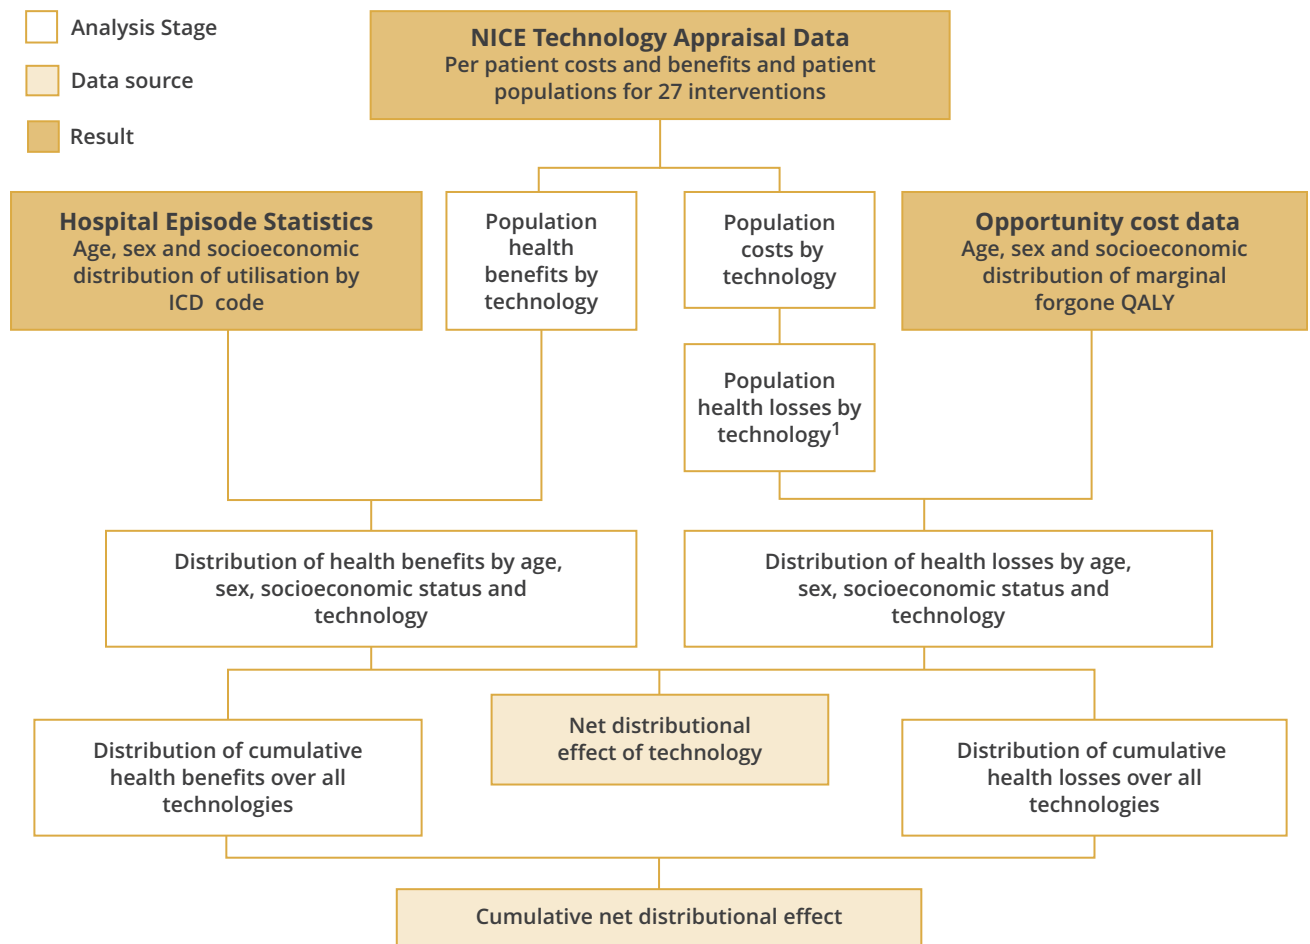 Analysis Stage
Data source
Result
NICE Technology Appraisal Data
Per patient costs and benefits and patient
populations for 27 interventions
Hospital Episode Statistics
Age, sex and socioeconomic
distribution of utilisation by
ICD  code
Population
health
benefits by
technology
Population
costs by
technology
Opportunity cost data
Age, sex and socioeconomic
distribution of marginal
forgone QALY
Population
health losses by
technology1
Distribution of health benefits by age,
sex, socioeconomic status and
technology
Distribution of health losses by age,
sex, socioeconomic status and
technology
Net distributional
effect of technology
Distribution of cumulative
health benefits over all
technologies
Distribution of cumulative
health losses over all
technologies
Cumulative net distributional effect